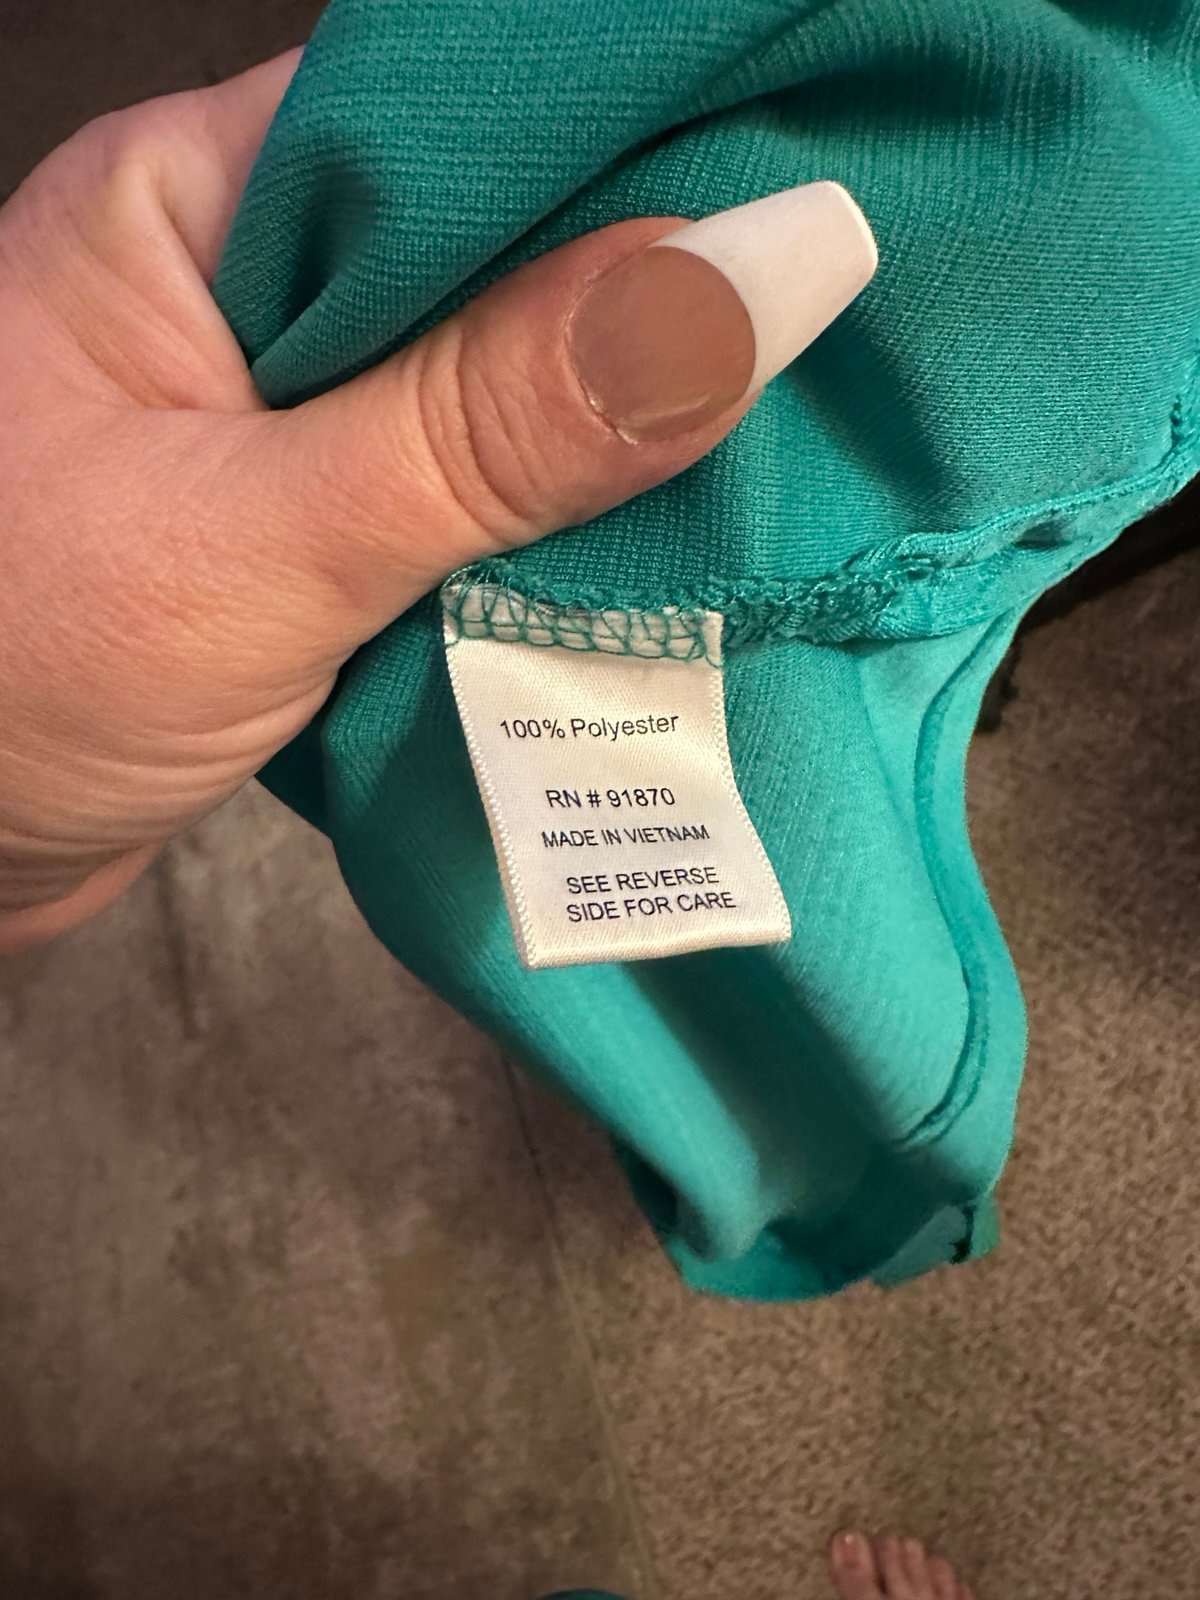 100% Polyester
RN # 91870
MADE IN VIETNAM
SEE REVERSE
SIDE FOR CARE